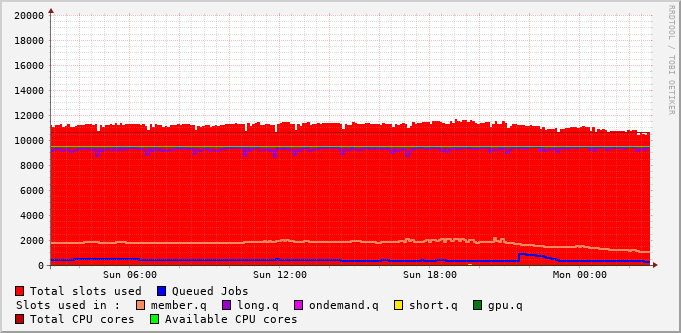 20000
18000
16000
14000
12000
10000
8000
6000
4000
2000
0
Sun 06:00 Sun 12:00 Sun 18:00 Mon 00:00
RRDTOOL / TOBI OETIKER
Total slots used Queued Jobs
Slots used in : member.q long.q ondemand.q short.q gpu.q
Total CPU cores Available CPU cores